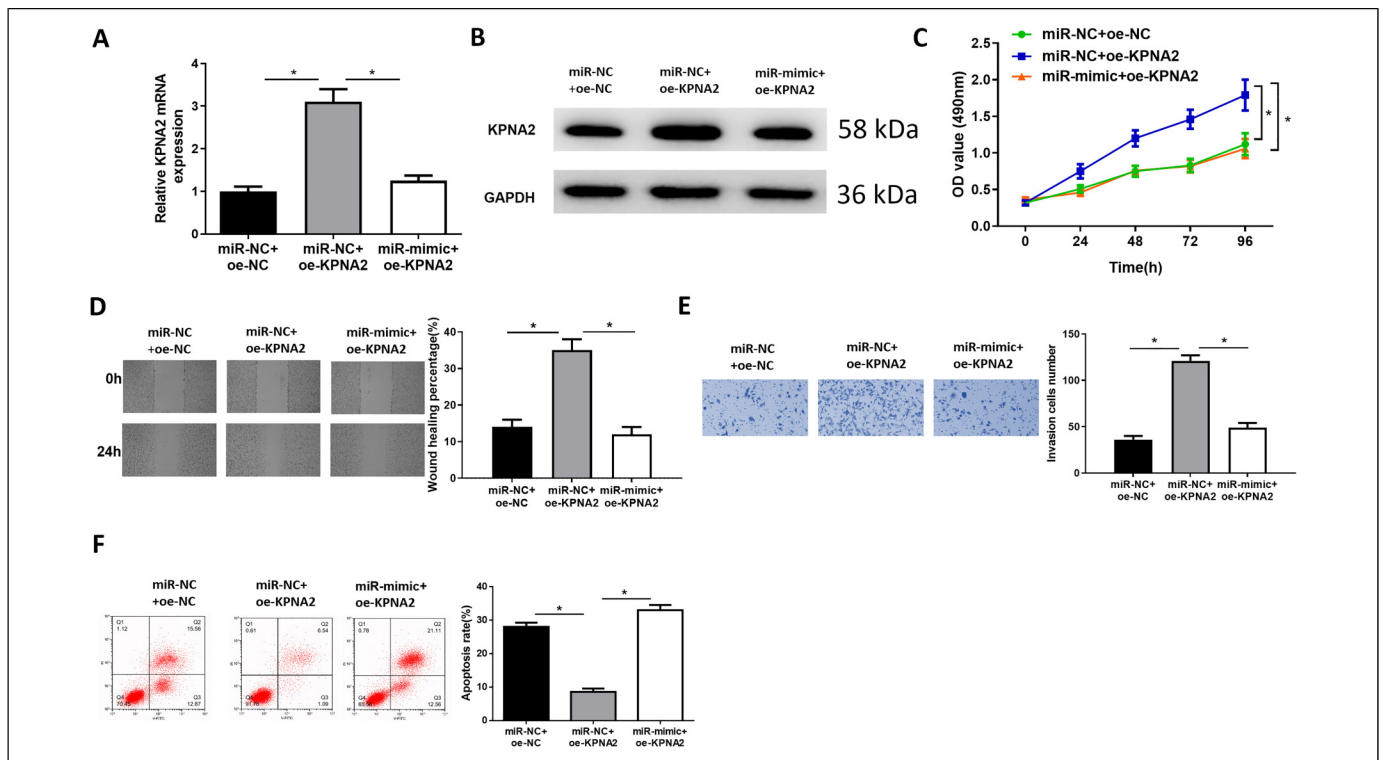 A
Relative KPNA2 mRNA
expression
4
3
2
1
0
*
*
miR-NC+
oe-NC
miR-NC+
oe-KPNA2
miR-mimic+
oe-KPNA2
B
miR-NC
+oe-NC
miR-NC+
oe-KPNA2
miR-mimic+
oe-KPNA2
KPNA2
58 kDa
GAPDH
36 kDa
C
miR-NC+oe-NC
miR-NC+oe-KPNA2
miR-mimic+oe-KPNA2
OD value (490nm)
2.5
2.0
1.5
1.0
0.5
0.0
*
*
0 24 48 72 96
Time(h)
D
miR-NC
+oe-NC
miR-NC+
oe-KPNA2
miR-mimic+
oe-KPNA2
0h
24h
Wound healing percentage(%)
40
30
20
10
0
*
*
miR-NC+
oe-NC
miR-NC+
oe-KPNA2
miR-mimic+
oe-KPNA2
E
miR-NC
+oe-NC
miR-NC+
oe-KPNA2
miR-mimic+
oe-KPNA2
Invasion cells number
150
100
50
0
*
*
miR-NC+
oe-NC
miR-NC+
oe-KPNA2
miR-mimic+
oe-KPNA2
F
miR-NC
+oe-NC
miR-NC+
oe-KPNA2
miR-mimic+
oe-KPNA2
Q1
1.12
Q2
15.56
Q4
70.45
Q3
12.87
Q1
0.61
Q2
6.54
Q3
1.09
Q1
0.78
Q2
21.11
Q4
Q3
12.56
Apoptosis rate(%)
40
30
20
10
0
*
*
miR-NC+
oe-NC
miR-NC+
oe-KPNA2
miR-mimic+
oe-KPNA2